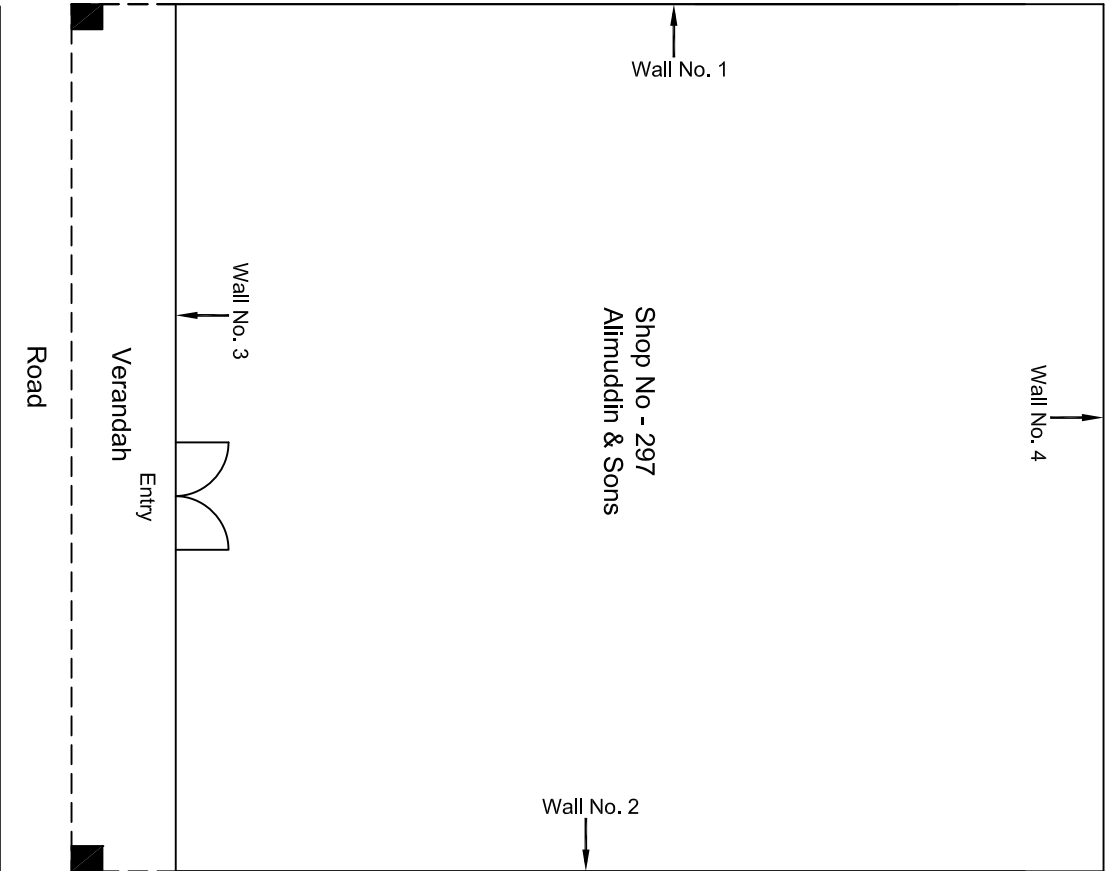 Wall No. 1
Wall No. 4
Shop No - 297
Alimuddin & Sons
Wall No. 3
Entry
Verandah
Road
Wall No. 2